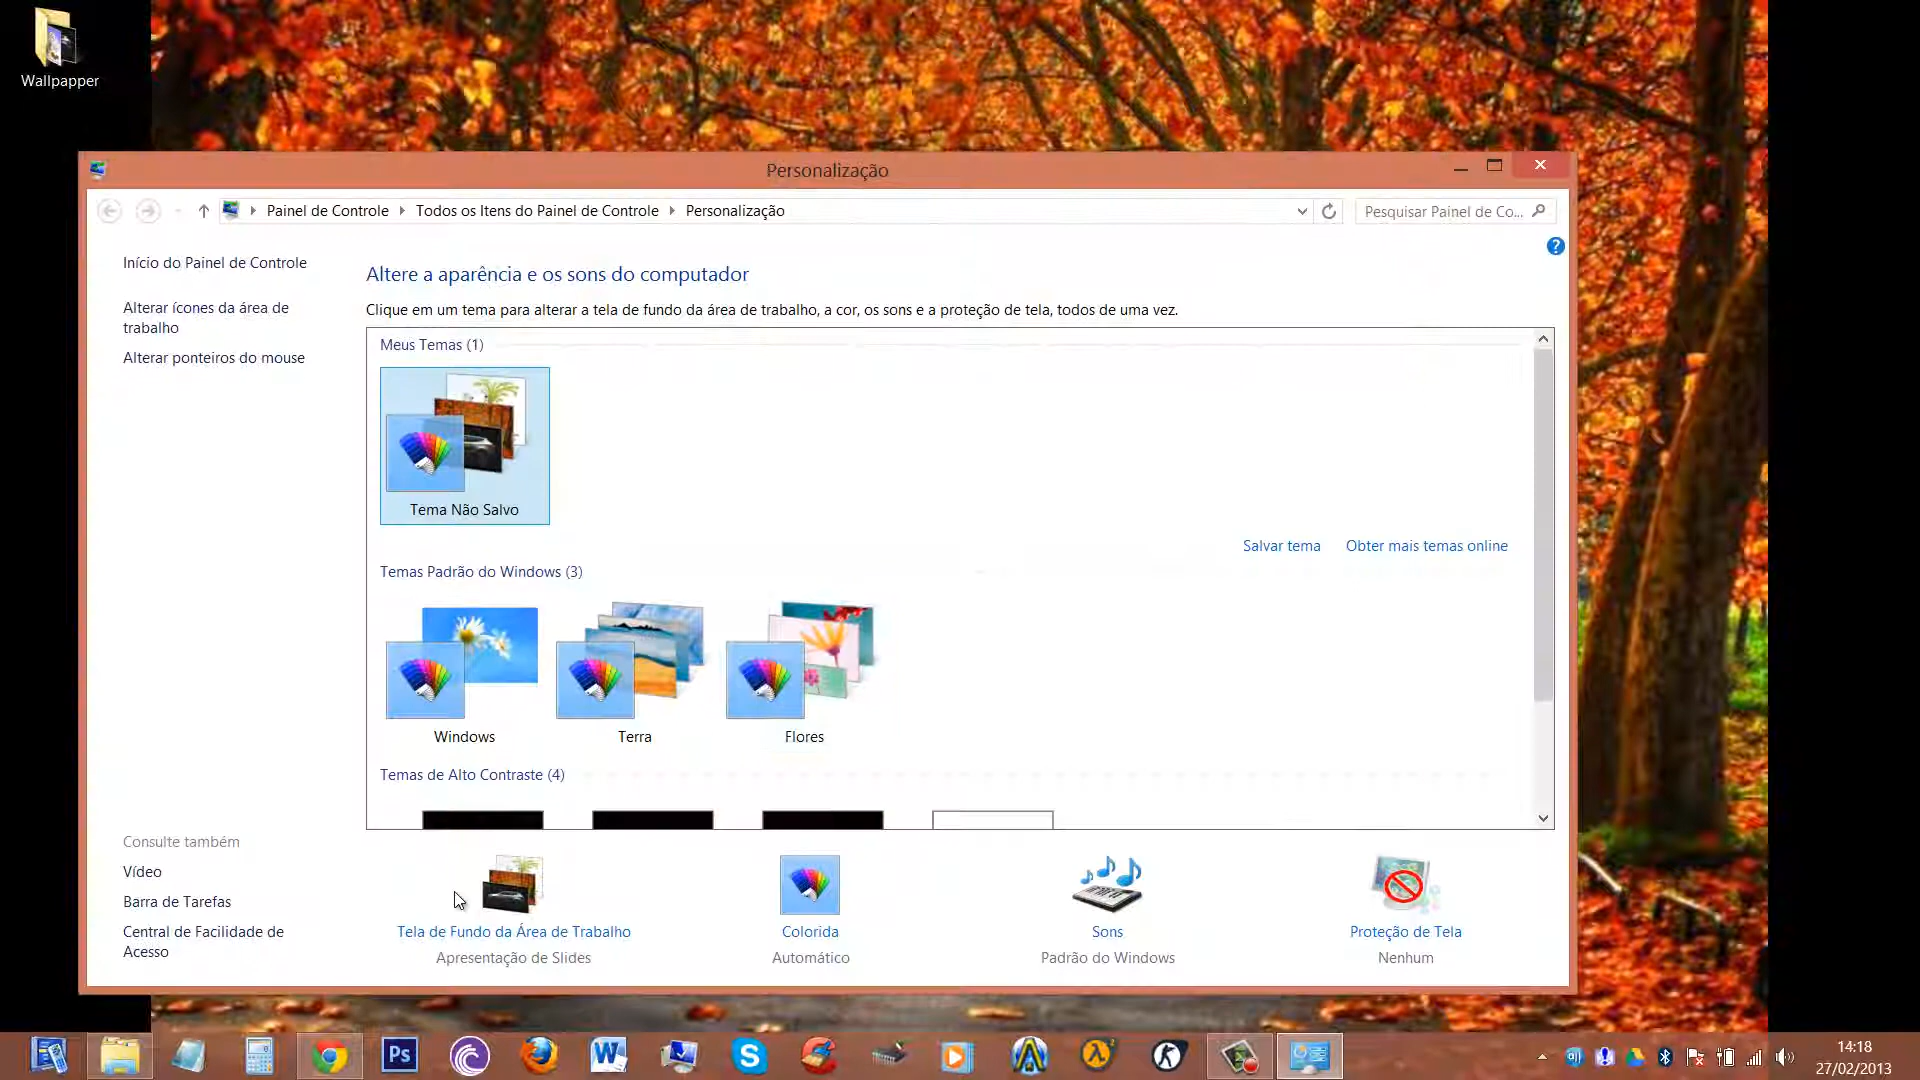 Wallpapper
Personalização
Painel de Controle Todos os Itens do Painel de Controle Personalização
Pesquisar Painel de Co...
Início do Painel de Controle
Alterar ícones da área de
trabalho
Alterar ponteiros do mouse
Altere a aparência e os sons do computador
Clique em um tema para alterar a tela de fundo da área de trabalho, a cor, os sons e a proteção de tela, todos de uma vez.
Meus Temas (1)
Tema Não Salvo
Salvar tema Obter mais temas online
Temas Padrão do Windows (3)
Windows Terra Flores
Temas de Alto Contraste (4)
Consulte também
Vídeo
Barra de Tarefas
Central de Facilidade de
Acesso
Tela de Fundo da Área de Trabalho
Apresentação de Slides
Colorida
Automático
Sons
Padrão do Windows
Proteção de Tela
Nenhum
Ps
14:18
27/02/2013